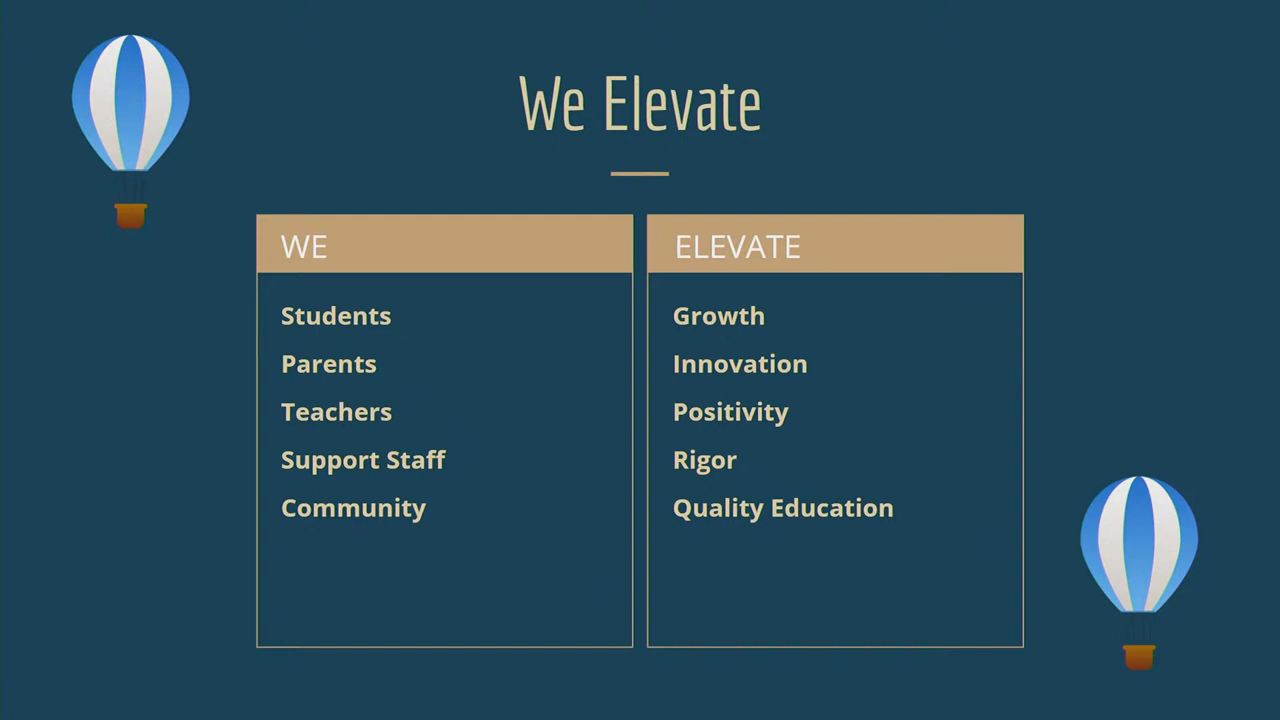 We Elevate
WE
Students
Parents
Teachers
Support Staff
Community
ELEVATE
Growth
Innovation
Positivity
Rigor
Quality Education